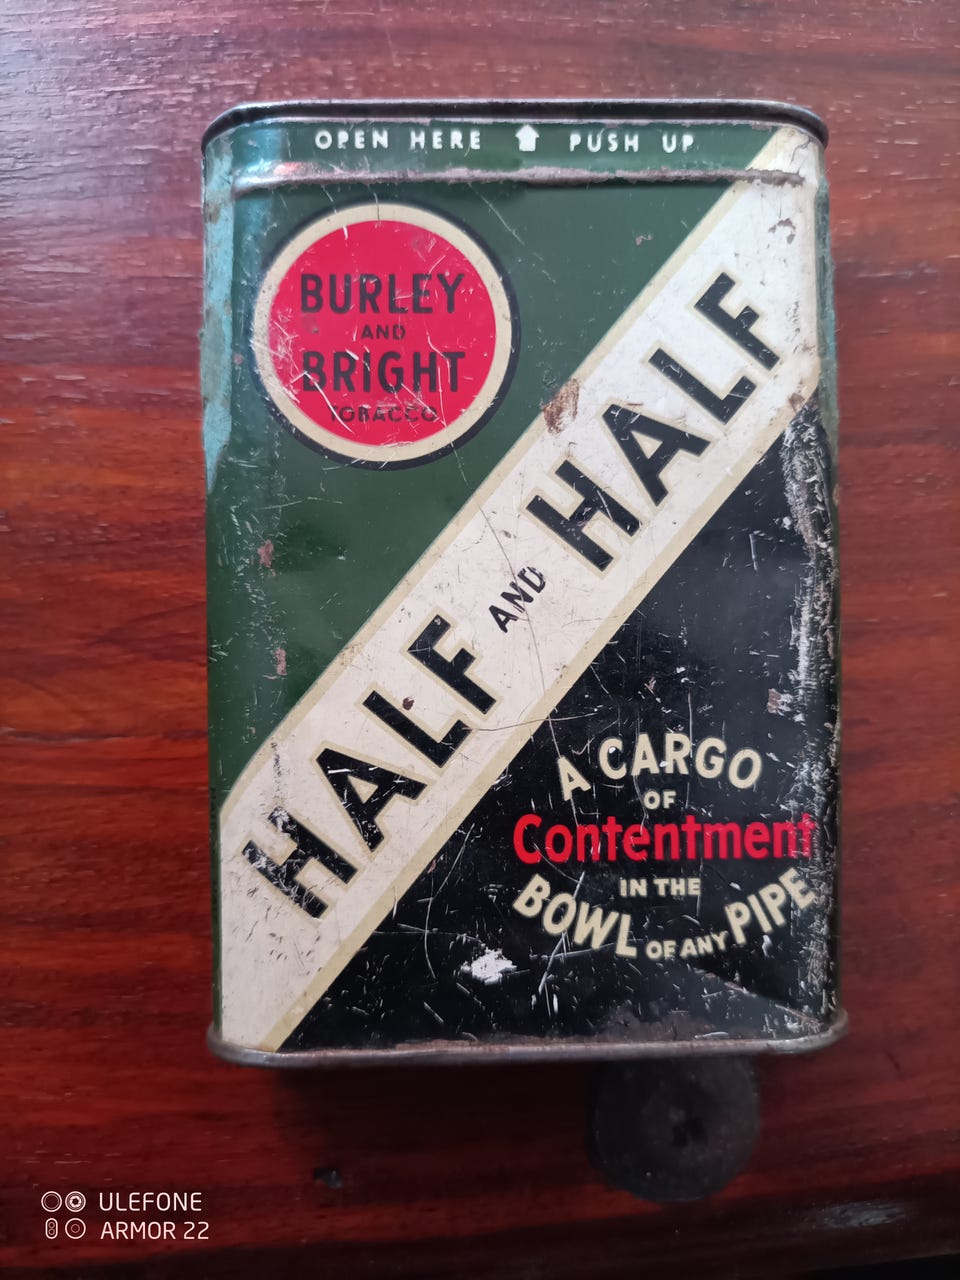 OPEN HERE PUSH UP
BURLEY
AND
BRIGHT
TOBACCO
HALF AND HALF
A CARGO
OF
Contentment
IN THE
BOWL OF ANY PIPE
ULEFONE
ARMOR 22